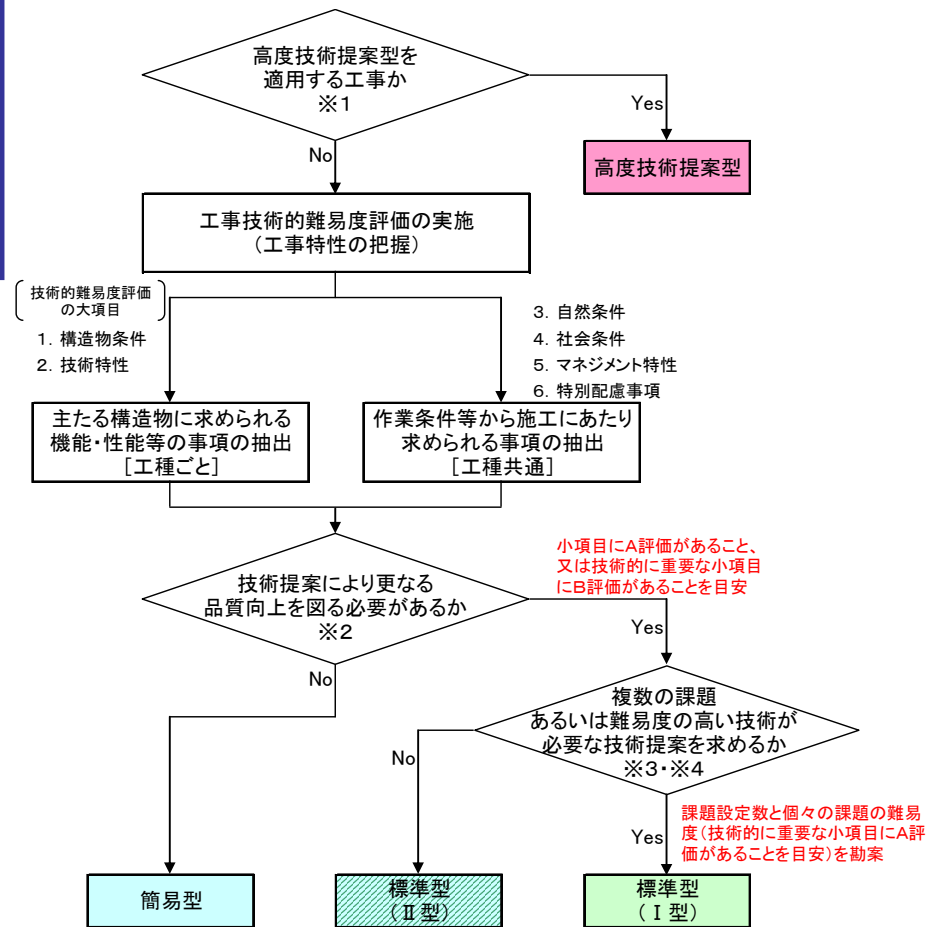 高度技術提案型を
適用する工事か
※1
Yes
No
高度技術提案型
工事技術的難易度評価の実施
（工事特性の把握）
技術的難易度評価
の大項目
1．構造物条件
2．技術特性
3．自然条件
4．社会条件
5．マネジメント特性
6．特別配慮事項
主たる構造物に求められる
機能・性能等の事項の抽出
［工種ごと］
作業条件等から施工にあたり
求められる事項の抽出
［工種共通］
小項目にA評価があること、
又は技術的に重要な小項目
にB評価があることを目安
技術提案により更なる
品質向上を図る必要があるか
※2
Yes
No
複数の課題
あるいは難易度の高い技術が
必要な技術提案を求めるか
※3・※4
No
Yes
課題設定数と個々の課題の難易
度（技術的に重要な小項目にA評
価があることを目安）を勘案
簡易型
標準型
（Ⅱ型）
標準型
（Ⅰ型）